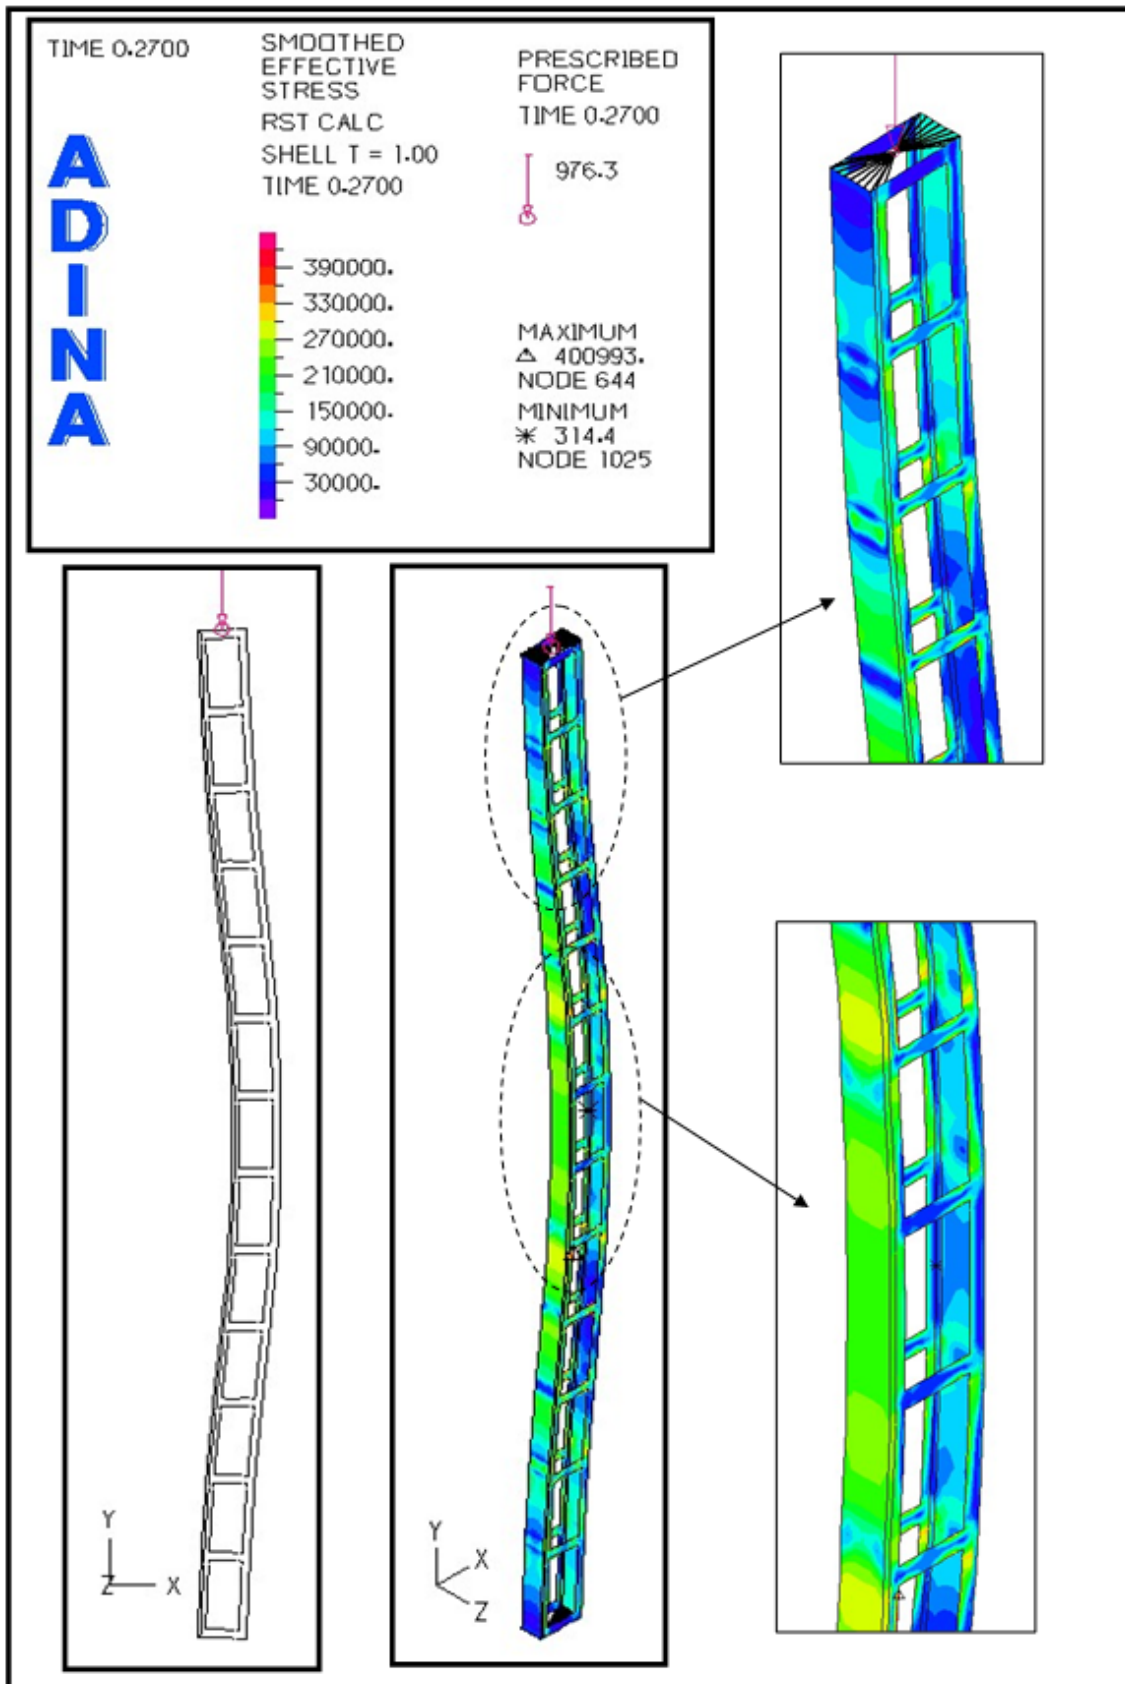 TIME 0.2700
ADINA
SMOOTHED
EFFECTIVE
STRESS
RST CALC
SHELL T = 1.00
TIME 0.2700
390000.
330000.
270000.
210000.
150000.
90000.
30000.
PRESCRIBED
FORCE
TIME 0.2700
976.3
MAXIMUM
△ 400993.
NODE 644
MINIMUM
✳ 314.4
NODE 1025
Y
Z X
Y
X
Z